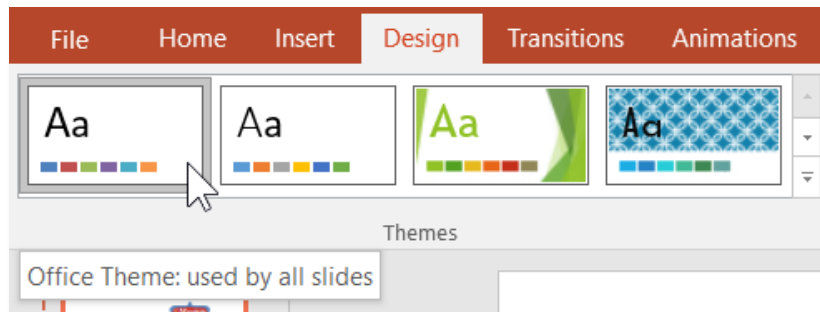 File Home Insert Design Transitions Animations
Aa Aa Aa Aa
Themes
Office Theme: used by all slides